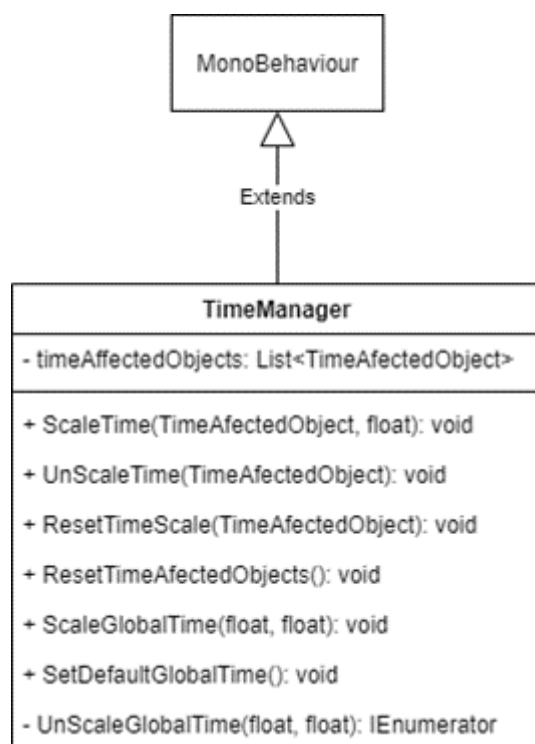 MonoBehaviour
Extends
TimeManager
- timeAffectedObjects: List<TimeAfectedObject>
+ ScaleTime(TimeAfectedObject, float): void
+ UnScaleTime(TimeAfectedObject): void
+ ResetTimeScale(TimeAfectedObject): void
+ ResetTimeAfectedObjects(): void
+ ScaleGlobalTime(float, float): void
+ SetDefaultGlobalTime(): void
- UnScaleGlobalTime(float, float): IEnumerator